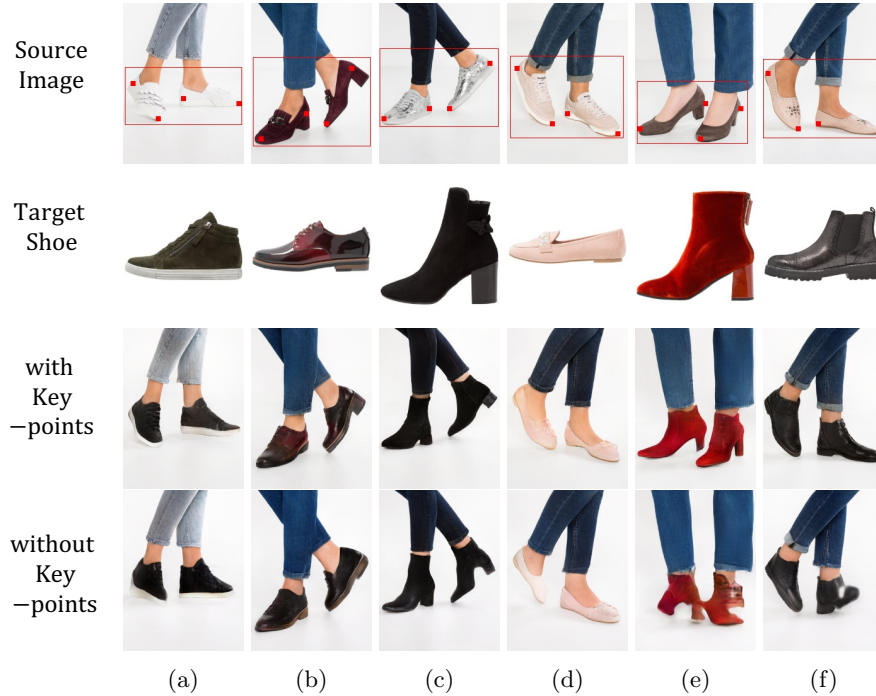 Source
Image
Target
Shoe
with
Key
−points
without
Key
−points
(a) (b) (c) (d) (e) (f)